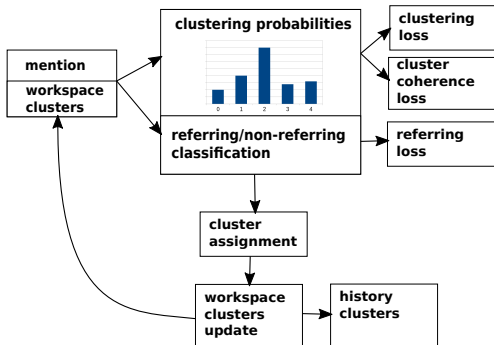 mention
workspace
clusters
clustering probabilities
0 1 2 3 4
referring/non-referring
classification
clustering
loss
cluster
coherence
loss
referring
loss
cluster
assignment
workspace
clusters
update
history
clusters